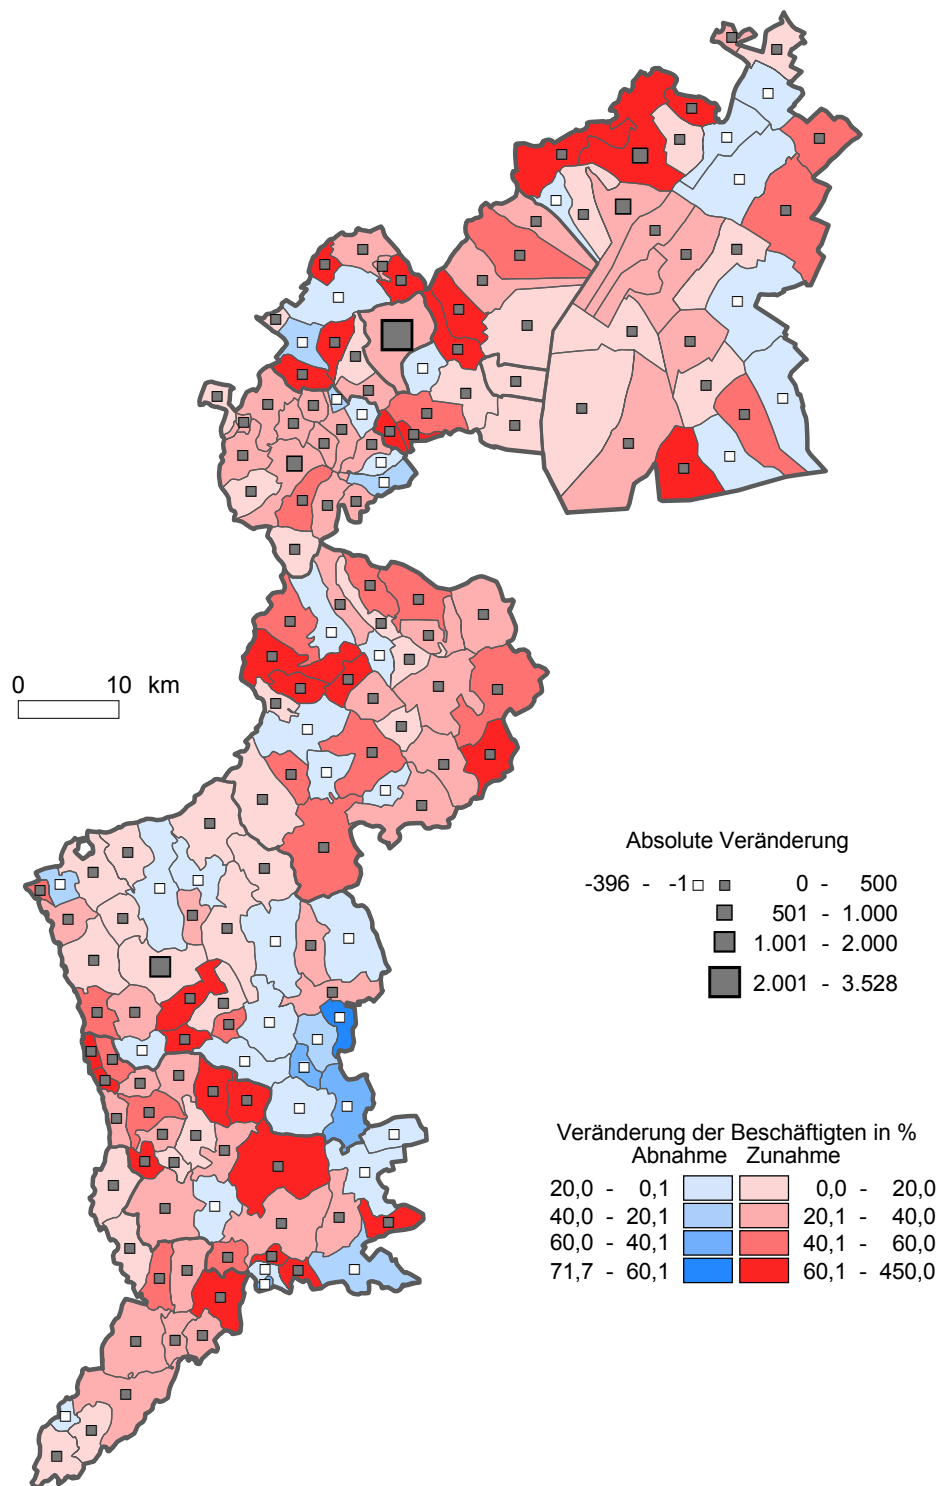 0 10 km
Absolute Veränderung
-396 - -1 0 - 500
501 - 1.000
1.001 - 2.000
2.001 - 3.528
Veränderung der Beschäftigten in %
Abnahme Zunahme
20,0 - 0,1 0,0 - 20,0
40,0 - 20,1 20,1 - 40,0
60,0 - 40,1 40,1 - 60,0
71,7 - 60,1 60,1 - 450,0